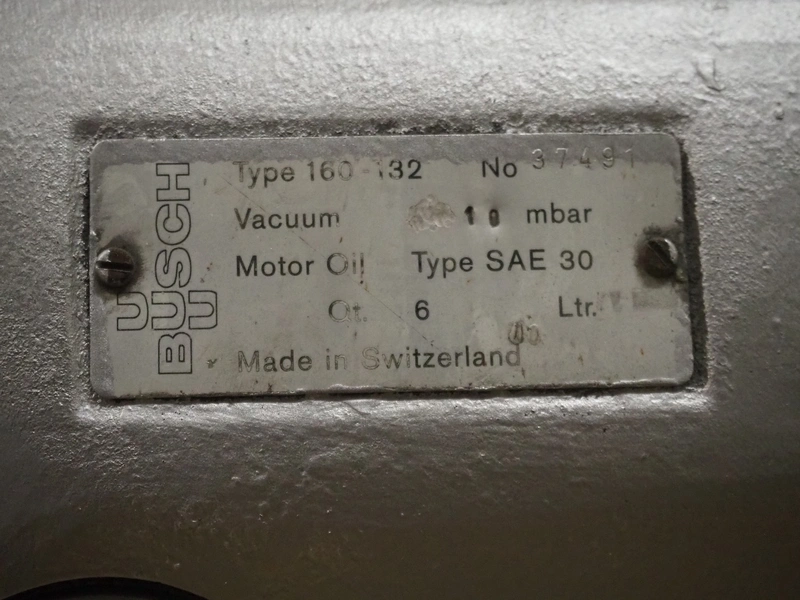 BUSCH
Type 160-132 No 37491
Vacuum 10 mbar
Motor Oil Type SAE 30
Qt. 6 Ltr.
Made in Switzerland